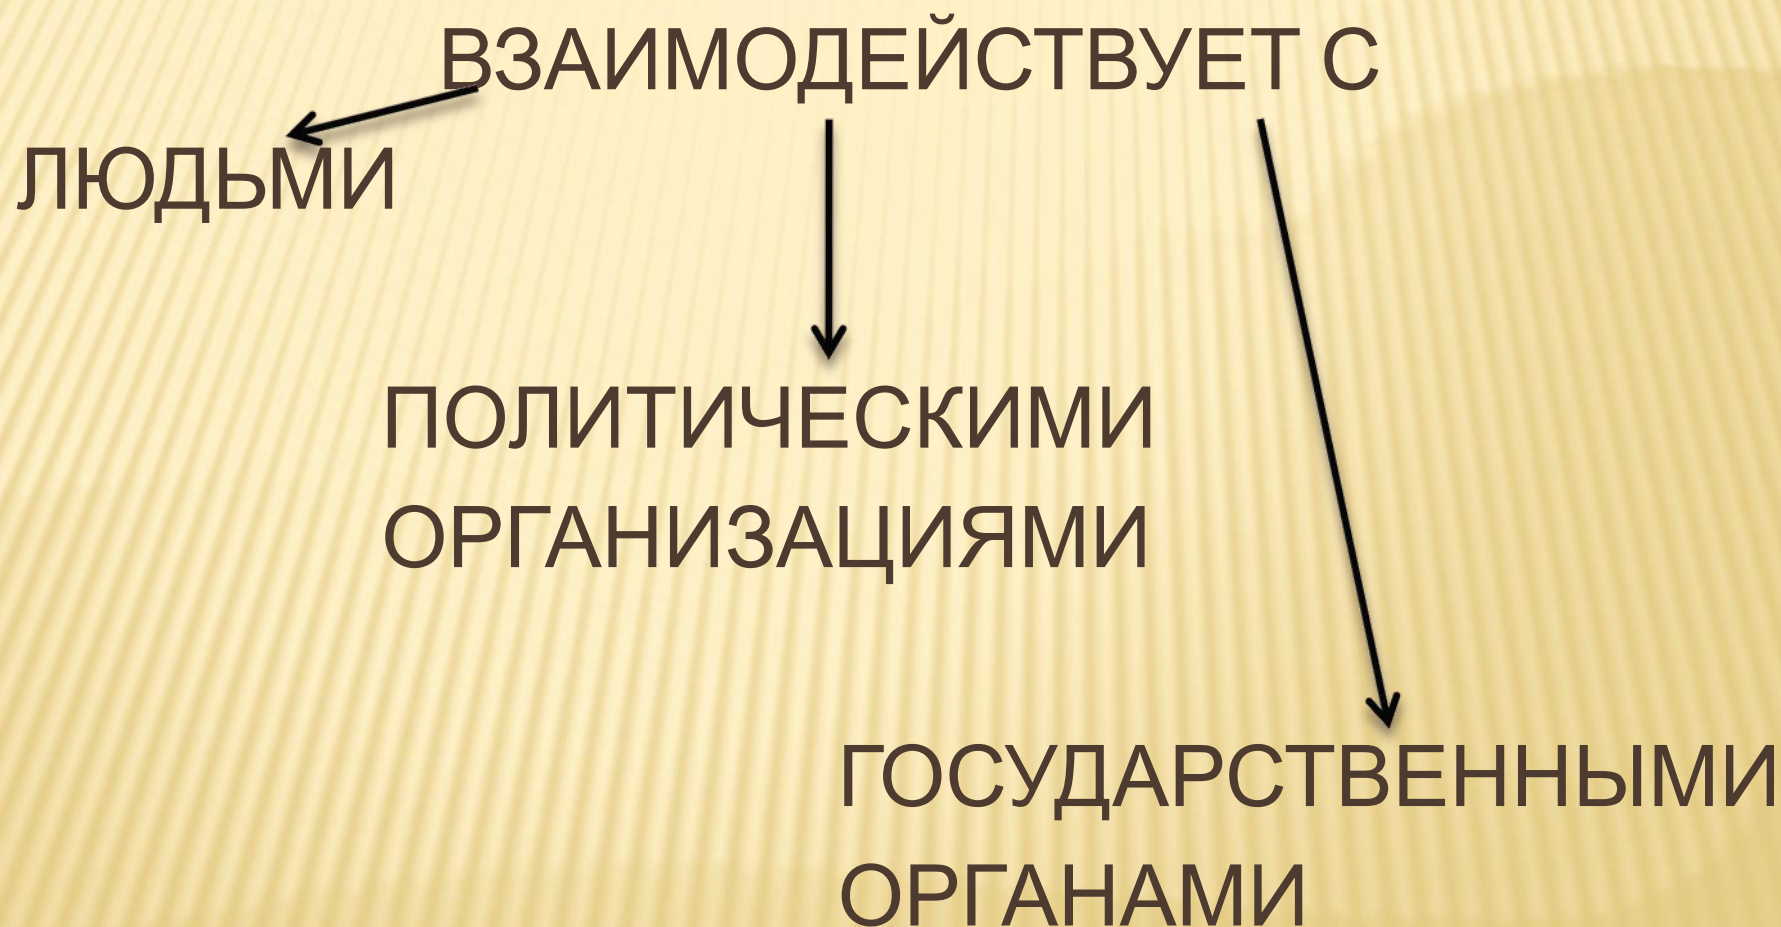 ВЗАИМОДЕЙСТВУЕТ С
ЛЮДЬМИ
ПОЛИТИЧЕСКИМИ
ОРГАНИЗАЦИЯМИ
ГОСУДАРСТВЕННЫМИ
ОРГАНАМИ